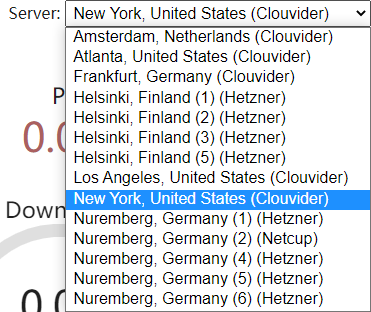 Server: New York, United States (Clouvider)
Amsterdam, Netherlands (Clouvider)
Atlanta, United States (Clouvider)
Frankfurt, Germany (Clouvider)
Helsinki, Finland (1) (Hetzner)
Helsinki, Finland (2) (Hetzner)
Helsinki, Finland (3) (Hetzner)
Helsinki, Finland (5) (Hetzner)
Los Angeles, United States (Clouvider)
New York, United States (Clouvider)
Nuremberg, Germany (1) (Hetzner)
Nuremberg, Germany (2) (Netcup)
Nuremberg, Germany (4) (Hetzner)
Nuremberg, Germany (5) (Hetzner)
Nuremberg, Germany (6) (Hetzner)
P
0.0
Down
0.0